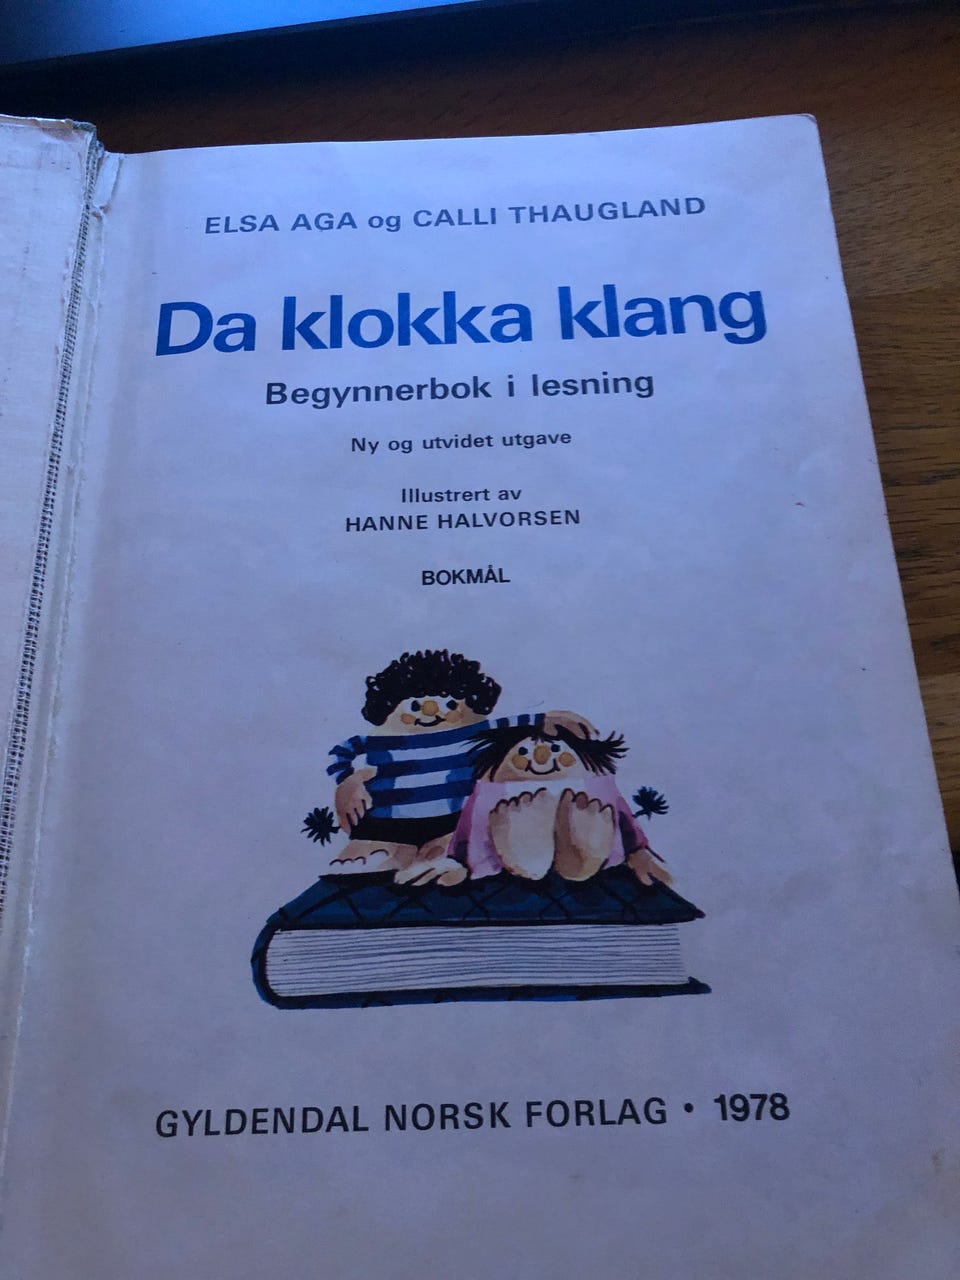 ELSA AGA og CALLI THAUGLAND
Da klokka klang
Begynnerbok i lesning
Ny og utvidet utgave
Illustrert av
HANNE HALVORSEN
BOKMÅL
GYLDENDAL NORSK FORLAG • 1978